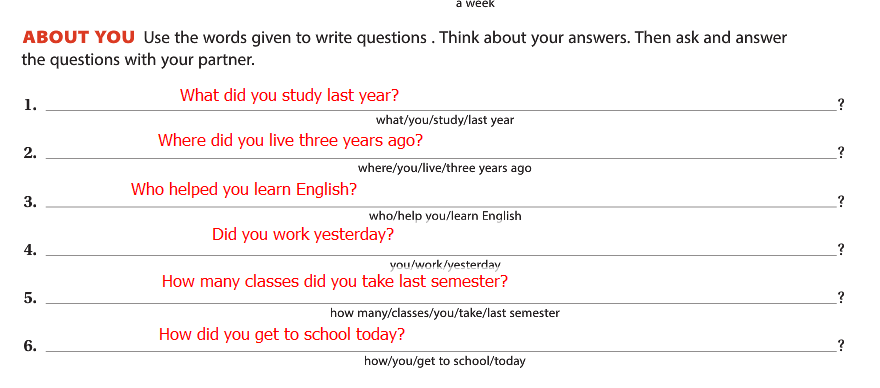 a week
ABOUT YOU Use the words given to write questions . Think about your answers. Then ask and answer
the questions with your partner.
What did you study last year?
1. ?
what/you/study/last year
Where did you live three years ago?
2. ?
where/you/live/three years ago
Who helped you learn English?
3. ?
who/help you/learn English
Did you work yesterday?
4. ?
you/work/yesterday
How many classes did you take last semester?
5. ?
how many/classes/you/take/last semester
How did you get to school today?
6. ?
how/you/get to school/today